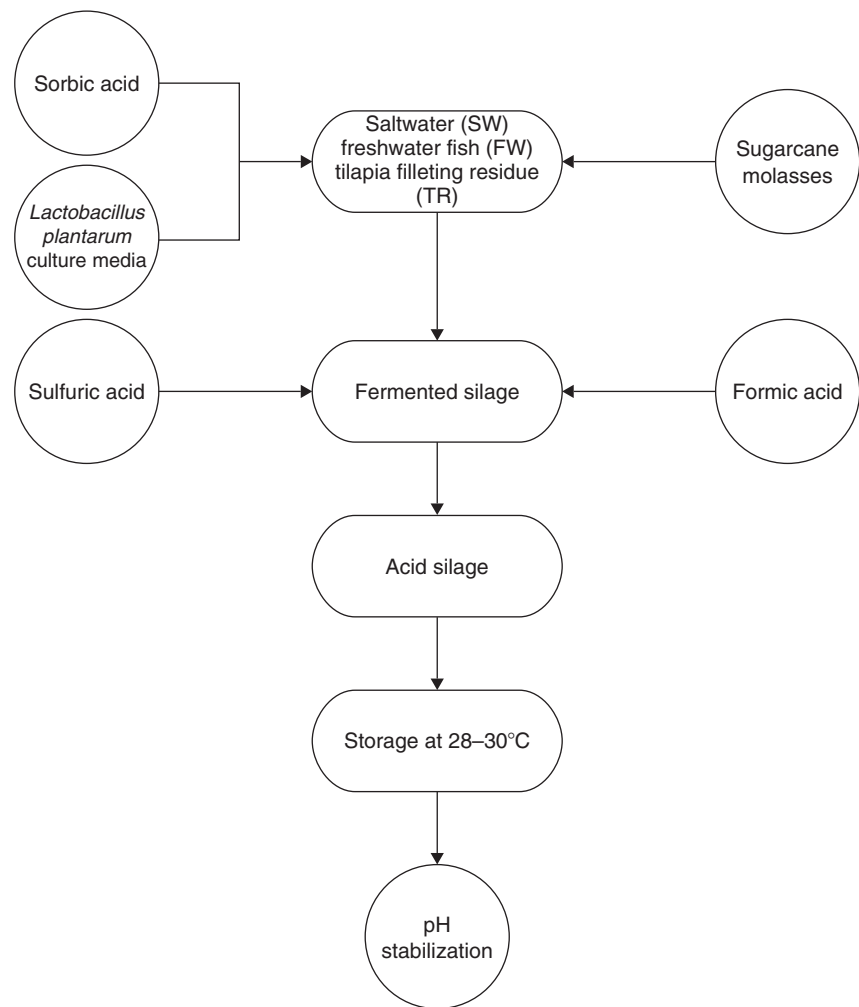 Sorbic acid
Saltwater (SW)
freshwater fish (FW)
tilapia filleting residue
(TR)
Sugarcane
molasses
Lactobacillus
plantarum
culture media
Sulfuric acid
Fermented silage
Formic acid
Acid silage
Storage at 28–30°C
pH
stabilization